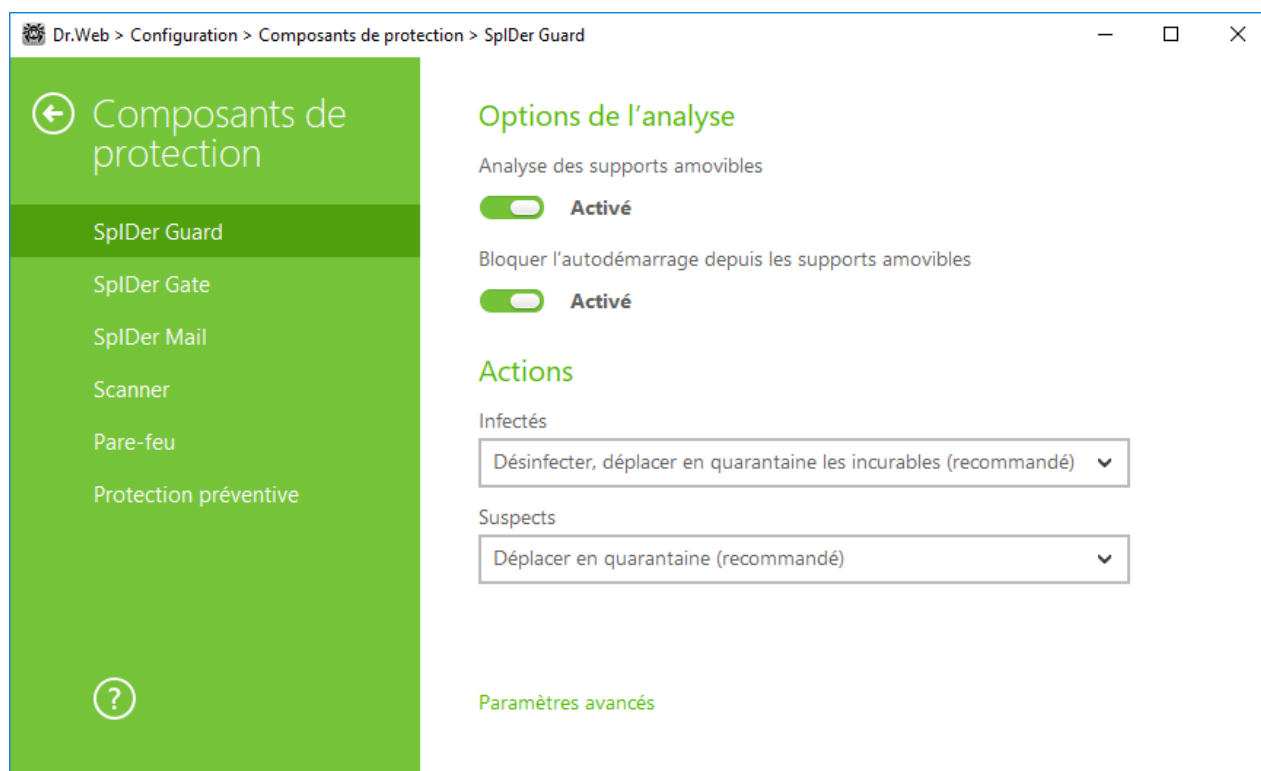 Dr.Web > Configuration > Composants de protection > SpIDer Guard
Composants de
protection
SpIDer Guard
SpIDer Gate
SpIDer Mail
Scanner
Pare-feu
Protection préventive
?
Options de l’analyse
Analyse des supports amovibles
Activé
Bloquer l’autodémarrage depuis les supports amovibles
Activé
Actions
Infectés
Désinfecter, déplacer en quarantaine les incurables (recommandé)
Suspects
Déplacer en quarantaine (recommandé)
Paramètres avancés